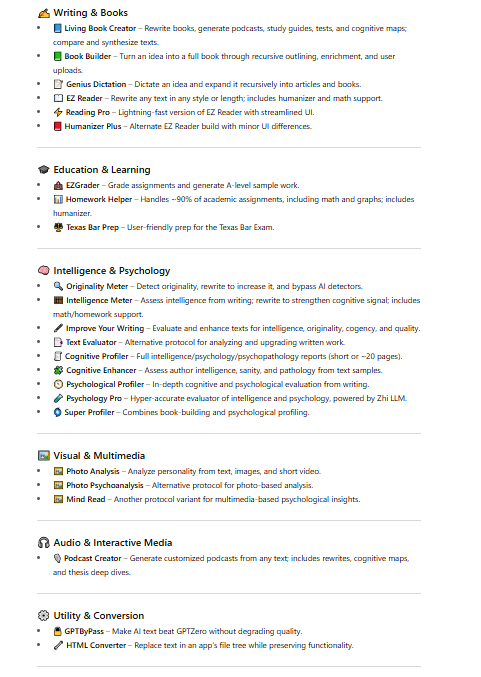 Writing & Books
Living Book Creator – Rewrite books, generate podcasts, study guides, tests, and cognitive maps;
compare and synthesize texts.
Book Builder – Turn an idea into a full book through recursive outlining, enrichment, and user
uploads.
Genius Dictation – Dictate an idea and expand it recursively into articles and books.
EZ Reader – Rewrite any text in any style or length; includes humanizer and math support.
Reading Pro – Lightning-fast version of EZ Reader with streamlined UI.
Humanizer Plus – Alternate EZ Reader build with minor UI differences.
Education & Learning
EZGrader – Grade assignments and generate A-level sample work.
Homework Helper – Handles ~90% of academic assignments, including math and graphs; includes
humanizer.
Texas Bar Prep – User-friendly prep for the Texas Bar Exam.
Intelligence & Psychology
Originality Meter – Detect originality, rewrite to increase it, and bypass AI detectors.
Intelligence Meter – Assess intelligence from writing; rewrite to strengthen cognitive signal; includes
math/homework support.
Improve Your Writing – Evaluate and enhance texts for intelligence, originality, cogency, and quality.
Text Evaluator – Alternative protocol for analyzing and upgrading written work.
Cognitive Profiler – Full intelligence/psychology/psychopathology reports (short or ~20 pages).
Cognitive Enhancer – Assess author intelligence, sanity, and pathology from text samples.
Psychological Profiler – In-depth cognitive and psychological evaluation from writing.
Psychology Pro – Hyper-accurate evaluator of intelligence and psychology, powered by Zhi LLM.
Super Profiler – Combines book-building and psychological profiling.
Visual & Multimedia
Photo Analysis – Analyze personality from text, images, and short video.
Photo Psychoanalysis – Alternative protocol for photo-based analysis.
Mind Read – Another protocol variant for multimedia-based psychological insights.
Audio & Interactive Media
Podcast Creator – Generate customized podcasts from any text; includes rewrites, cognitive maps,
and thesis deep dives.
Utility & Conversion
GPTByPass – Make AI text beat GPTZero without degrading quality.
HTML Converter – Replace text in an app's file tree while preserving functionality.